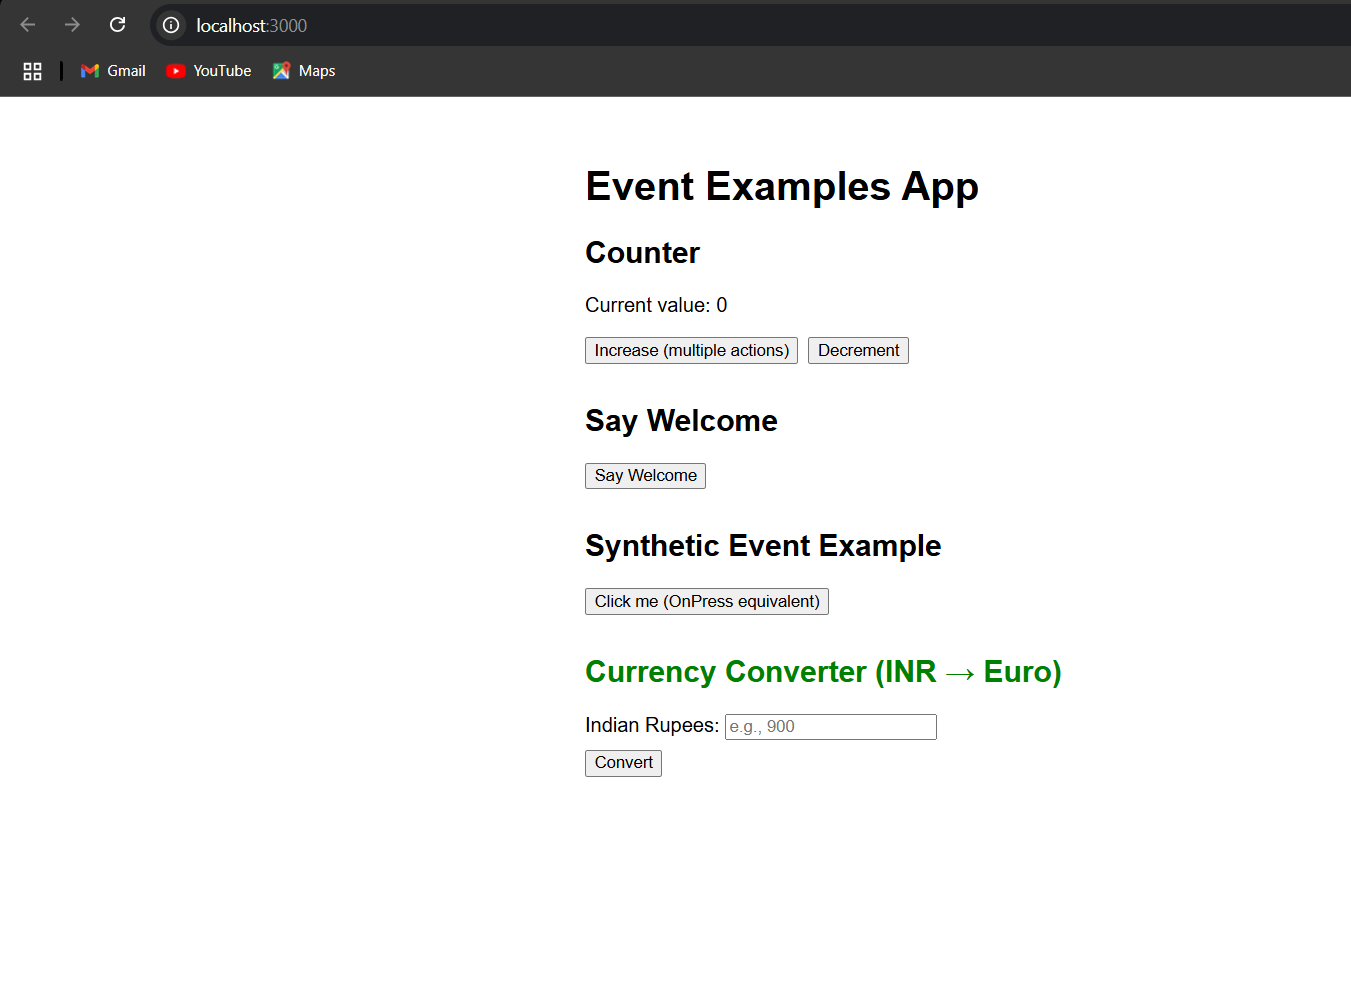 localhost:3000
Gmail YouTube Maps
Event Examples App
Counter
Current value: 0
Increase (multiple actions) Decrement
Say Welcome
Say Welcome
Synthetic Event Example
Click me (OnPress equivalent)
Currency Converter (INR → Euro)
Indian Rupees: e.g., 900
Convert